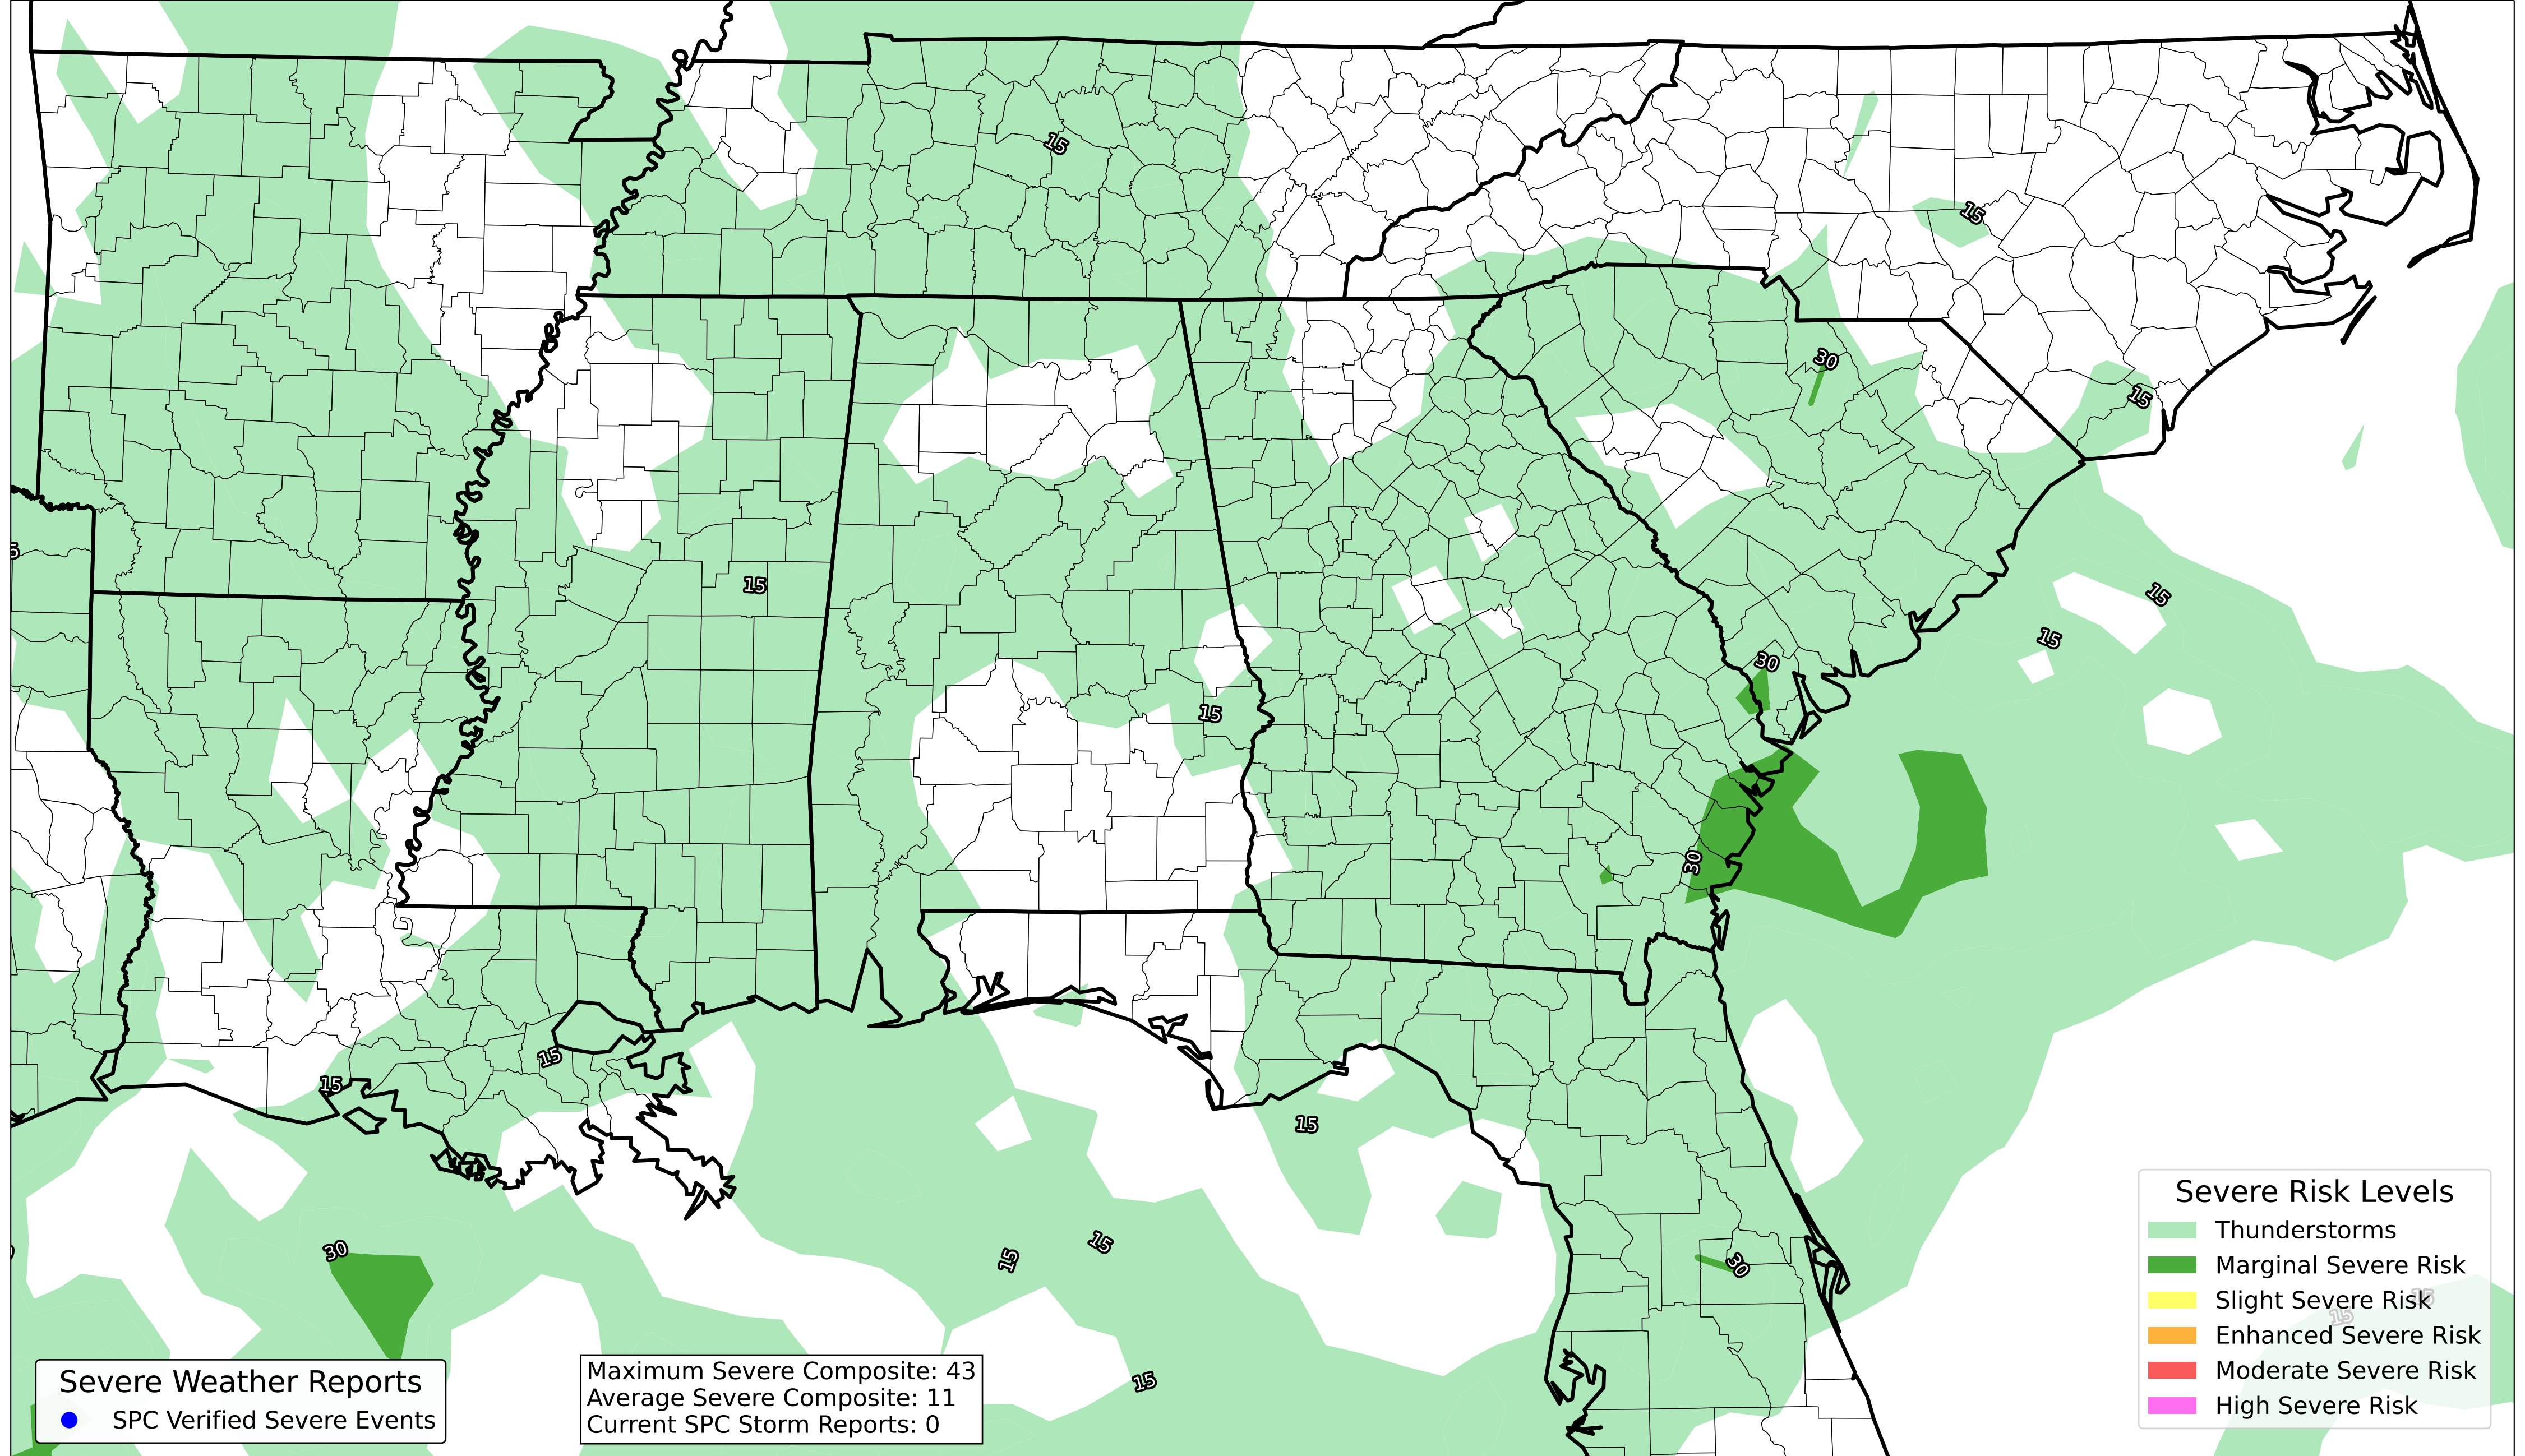 15
15
30
15
5
15
15
15
30
15
30
15
15
15
30
15
15
30
15
15
15
Severe Weather Reports
SPC Verified Severe Events
Maximum Severe Composite: 43
Average Severe Composite: 11
Current SPC Storm Reports: 0
Severe Risk Levels
Thunderstorms
Marginal Severe Risk
Slight Severe Risk
Enhanced Severe Risk
Moderate Severe Risk
High Severe Risk